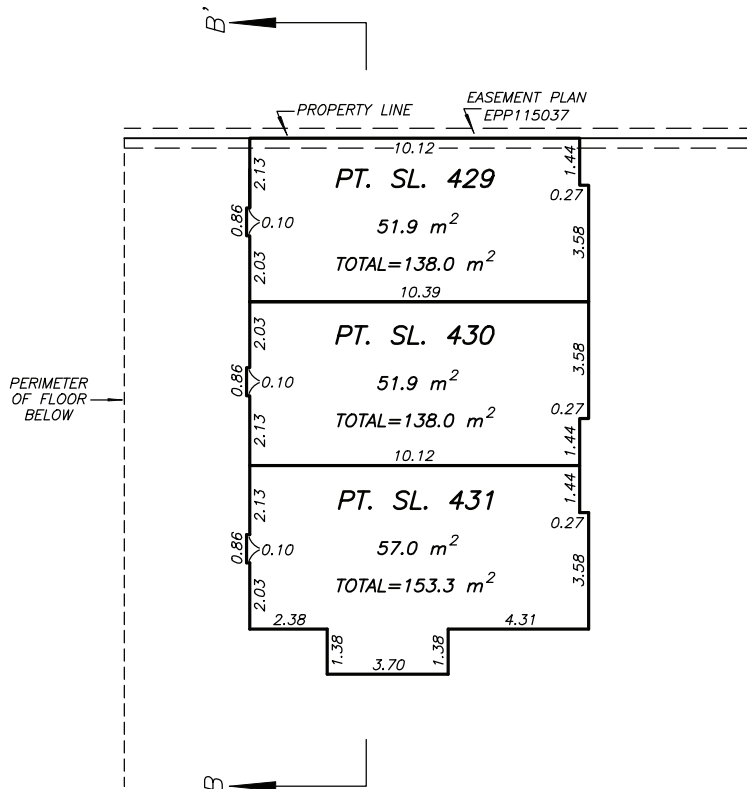 B'
PROPERTY LINE
EASEMENT PLAN
EPP115037
10.12
2.13
1.44
PT. SL. 429
0.27
0.86
0.10
51.9 m²
3.58
2.03
TOTAL=138.0 m²
10.39
2.03
PT. SL. 430
3.58
0.86
0.10
51.9 m²
PERIMETER
OF FLOOR
BELOW
0.27
2.13
TOTAL=138.0 m²
1.44
10.12
2.13
PT. SL. 431
1.44
0.27
0.86
0.10
57.0 m²
3.58
2.03
TOTAL=153.3 m²
2.38
4.31
1.38
3.70
1.38
B